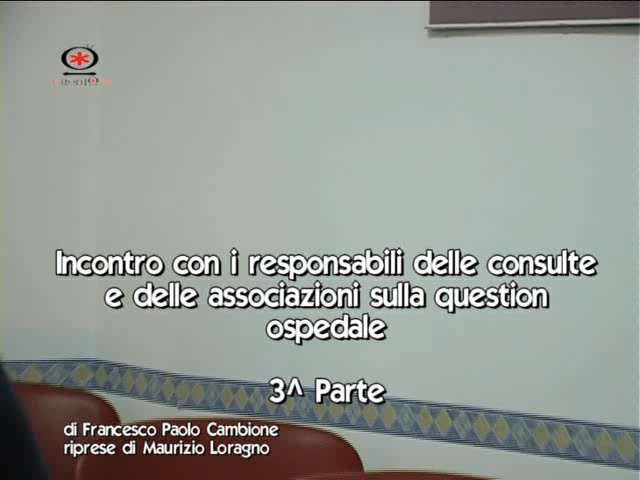 Incontro con i responsabili delle consulte
e delle associazioni sulla question
ospedale
3^ Parte
di Francesco Paolo Cambione
riprese di Maurizio Loragno